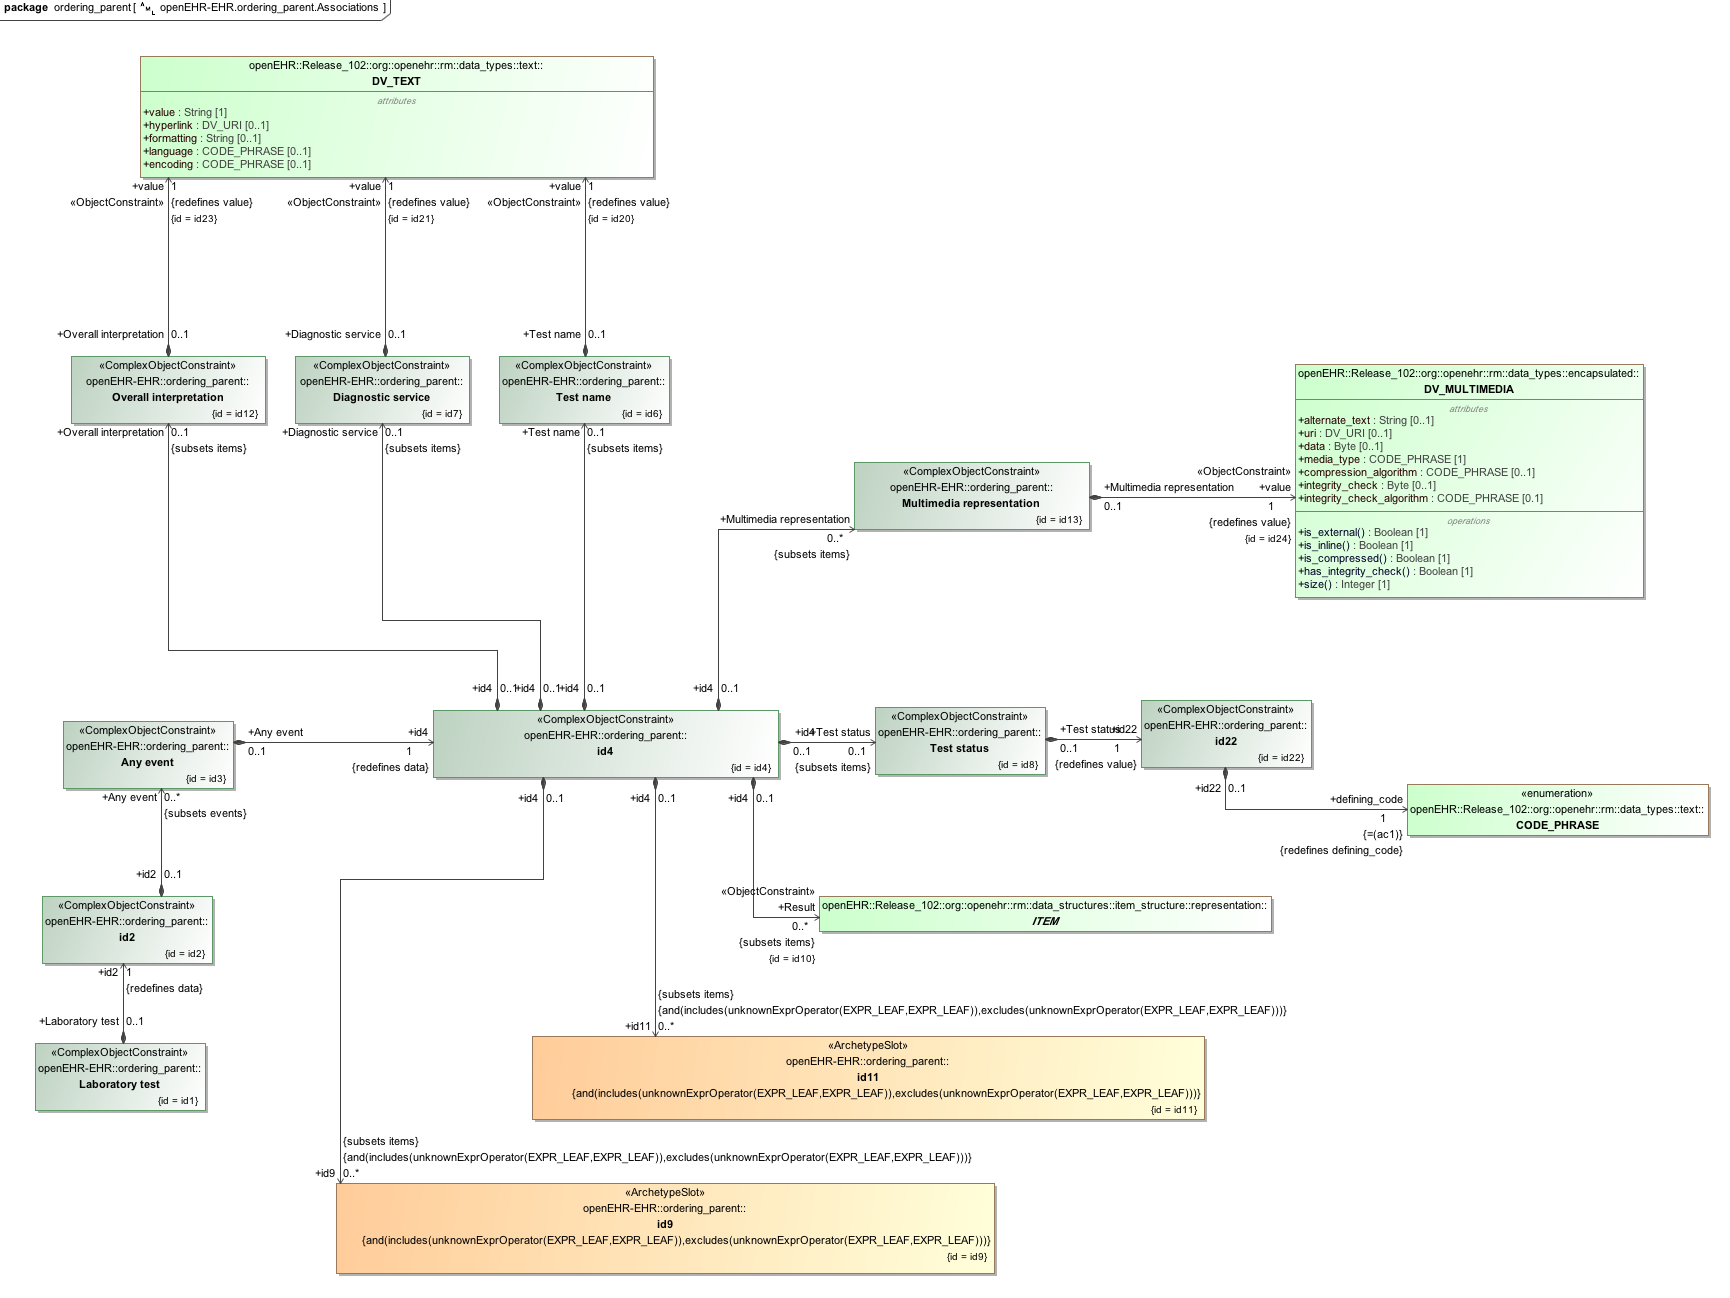 package ordering_parent[ AML openEHR-EHR.ordering_parent.Associations ]
openEHR::Release_102::org::openehr::rm::data_types::text::
DV_TEXT
attributes
+value : String [1]
+hyperlink : DV_URI [0..1]
+formatting : String [0..1]
+language : CODE_PHRASE [0..1]
+encoding : CODE_PHRASE [0..1]
+value 1
«ObjectConstraint» {redefines value}
{id = id23}
+value 1
«ObjectConstraint» {redefines value}
{id = id21}
+value 1
«ObjectConstraint» {redefines value}
{id = id20}
+Overall interpretation 0..1
+Diagnostic service 0..1
+Test name 0..1
«ComplexObjectConstraint»
openEHR-EHR::ordering_parent::
Overall interpretation
{id = id12}
«ComplexObjectConstraint»
openEHR-EHR::ordering_parent::
Diagnostic service
{id = id7}
«ComplexObjectConstraint»
openEHR-EHR::ordering_parent::
Test name
{id = id6}
+Overall interpretation 0..1
{subsets items}
+Diagnostic service 0..1
{subsets items}
+Test name 0..1
{subsets items}
openEHR::Release_102::org::openehr::rm::data_types::encapsulated::
DV_MULTIMEDIA
attributes
+alternate_text : String [0..1]
+uri : DV_URI [0..1]
+data : Byte [0..1]
+media_type : CODE_PHRASE [1]
+compression_algorithm : CODE_PHRASE [0..1]
+integrity_check : Byte [0..1]
+integrity_check_algorithm : CODE_PHRASE [0.1]
operations
+is_external() : Boolean [1]
+is_inline() : Boolean [1]
+is_compressed() : Boolean [1]
+has_integrity_check() : Boolean [1]
+size() : Integer [1]
«ComplexObjectConstraint»
openEHR-EHR::ordering_parent::
Multimedia representation
{id = id13}
«ObjectConstraint»
+Multimedia representation +value
0..1 1
{redefines value}
{id = id24}
+Multimedia representation
0..*
{subsets items}
+id4 0..1
+id4 0..1
+id4 0..1
+id4 0..1
«ComplexObjectConstraint»
openEHR-EHR::ordering_parent::
Any event
{id = id3}
+Any event +id4
0..1 1
{redefines data}
«ComplexObjectConstraint»
openEHR-EHR::ordering_parent::
id4
{id = id4}
+id4 +Test status
0..1 0..1
{subsets items}
«ComplexObjectConstraint»
openEHR-EHR::ordering_parent::
Test status
{id = id8}
+Test status +id22
0..1 1
{redefines value}
«ComplexObjectConstraint»
openEHR-EHR::ordering_parent::
id22
{id = id22}
+id22 0..1
+defining_code
1
{=(ac1)}
{redefines defining_code}
«enumeration»
openEHR::Release_102::org::openehr::rm::data_types::text::
CODE_PHRASE
+Any event 0..*
{subsets events}
+id2 0..1
+id4 0..1
+id4 0..1
+id4 0..1
«ComplexObjectConstraint»
openEHR-EHR::ordering_parent::
id2
{id = id2}
+id2 1
{redefines data}
+Laboratory test 0..1
«ComplexObjectConstraint»
openEHR-EHR::ordering_parent::
Laboratory test
{id = id1}
«ObjectConstraint»
+Result
0..*
{subsets items}
{id = id10}
openEHR::Release_102::org::openehr::rm::data_structures::item_structure::representation::
ITEM
{subsets items}
{and(includes(unknownExprOperator(EXPR_LEAF,EXPR_LEAF)),excludes(unknownExprOperator(EXPR_LEAF,EXPR_LEAF)))}
+id11 0..*
«ArchetypeSlot»
openEHR-EHR::ordering_parent::
id11
{and(includes(unknownExprOperator(EXPR_LEAF,EXPR_LEAF)),excludes(unknownExprOperator(EXPR_LEAF,EXPR_LEAF)))}
{id = id11}
{subsets items}
{and(includes(unknownExprOperator(EXPR_LEAF,EXPR_LEAF)),excludes(unknownExprOperator(EXPR_LEAF,EXPR_LEAF)))}
+id9 0..*
«ArchetypeSlot»
openEHR-EHR::ordering_parent::
id9
{and(includes(unknownExprOperator(EXPR_LEAF,EXPR_LEAF)),excludes(unknownExprOperator(EXPR_LEAF,EXPR_LEAF)))}
{id = id9}